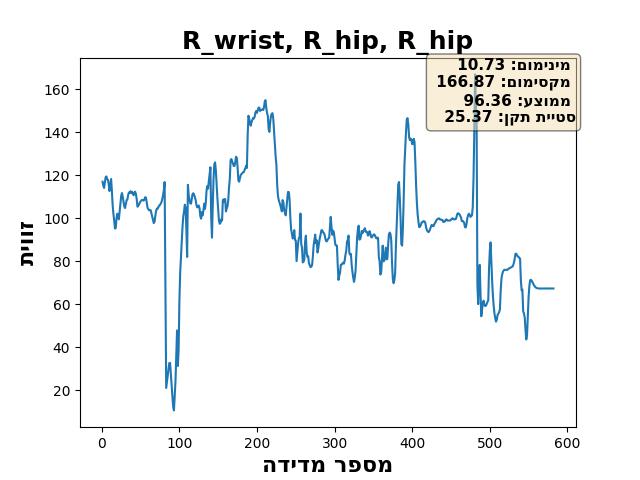 R_wrist, R_hip, R_hip
מינימום: 10.73
מקסימום: 166.87
ממוצע: 96.36
סטיית תקן: 25.37
זווית
160
140
120
100
80
60
40
20
0 100 200 300 400 500 600
מספר מדידה